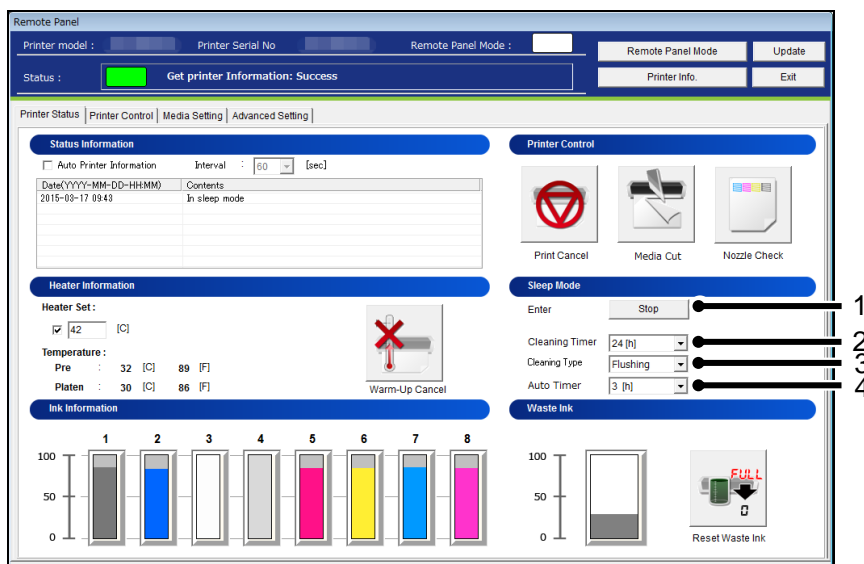 Remote Panel
Printer model : Printer Serial No Remote Panel Mode :
Remote Panel Mode Update
Status : Get printer Information: Success
Printer Info. Exit
Printer Status Printer Control Media Setting Advanced Setting
Status Information
Auto Printer Information Interval : 60 [sec]
Date(YYYY-MM-DD-HH:MM) Contents
2015-03-17 09:43 In sleep mode
Printer Control
Print Cancel Media Cut Nozzle Check
Heater Information
Heater Set :
42 [C]
Temperature :
Pre : 32 [C] 89 [F]
Platen : 30 [C] 86 [F]
Warm-Up Cancel
Sleep Mode
Enter Stop 1
Cleaning Timer 24 [h] 2
Cleaning Type Flushing 3
Auto Timer 3 [h] 4
Ink Information
1 2 3 4 5 6 7 8
100
50
0
Waste Ink
100
50
0
FULL
0
Reset Waste Ink